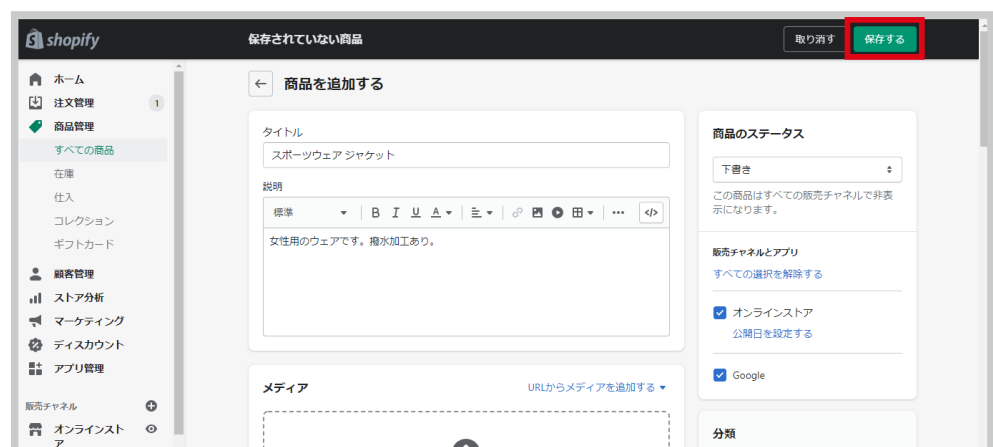 shopify
保存されていない商品
取り消す
保存する
ホーム
注文管理
1
商品管理
すべての商品
在庫
仕入
コレクション
ギフトカード
顧客管理
ストア分析
マーケティング
ディスカウント
アプリ管理
販売チャネル
オンラインスト
ア
商品を追加する
タイトル
スポーツウェア ジャケット
説明
標準
B I U A
</>
女性用のウェアです。撥水加工あり。
メディア
URLからメディアを追加する
商品のステータス
下書き
この商品はすべての販売チャネルで非表
示になります。
販売チャネルとアプリ
すべての選択を解除する
オンラインストア
公開日を設定する
Google
分類